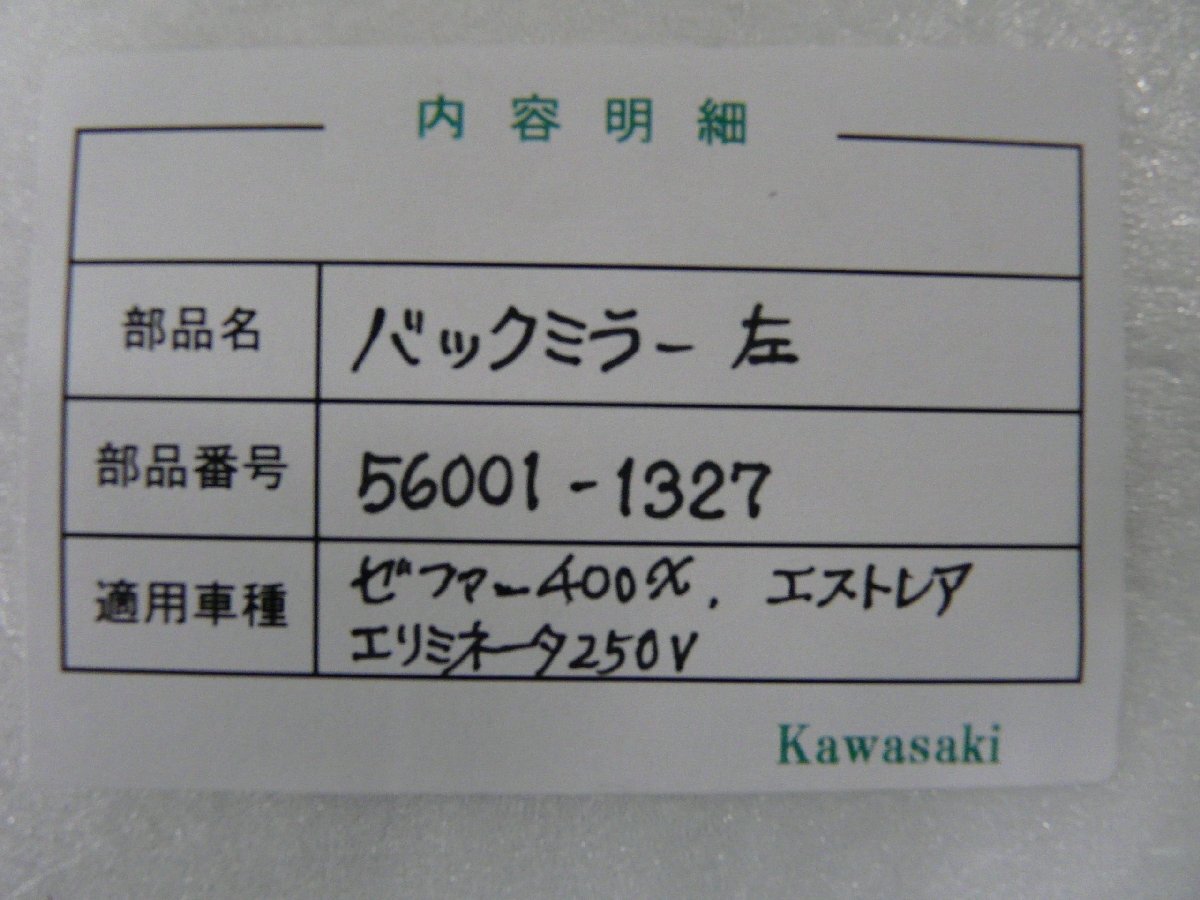 内容明細
部品名 バックミラー 左
部品番号 56001-1327
適用車種 ゼファー400χ. エストレア
エリミネータ250V
Kawasaki